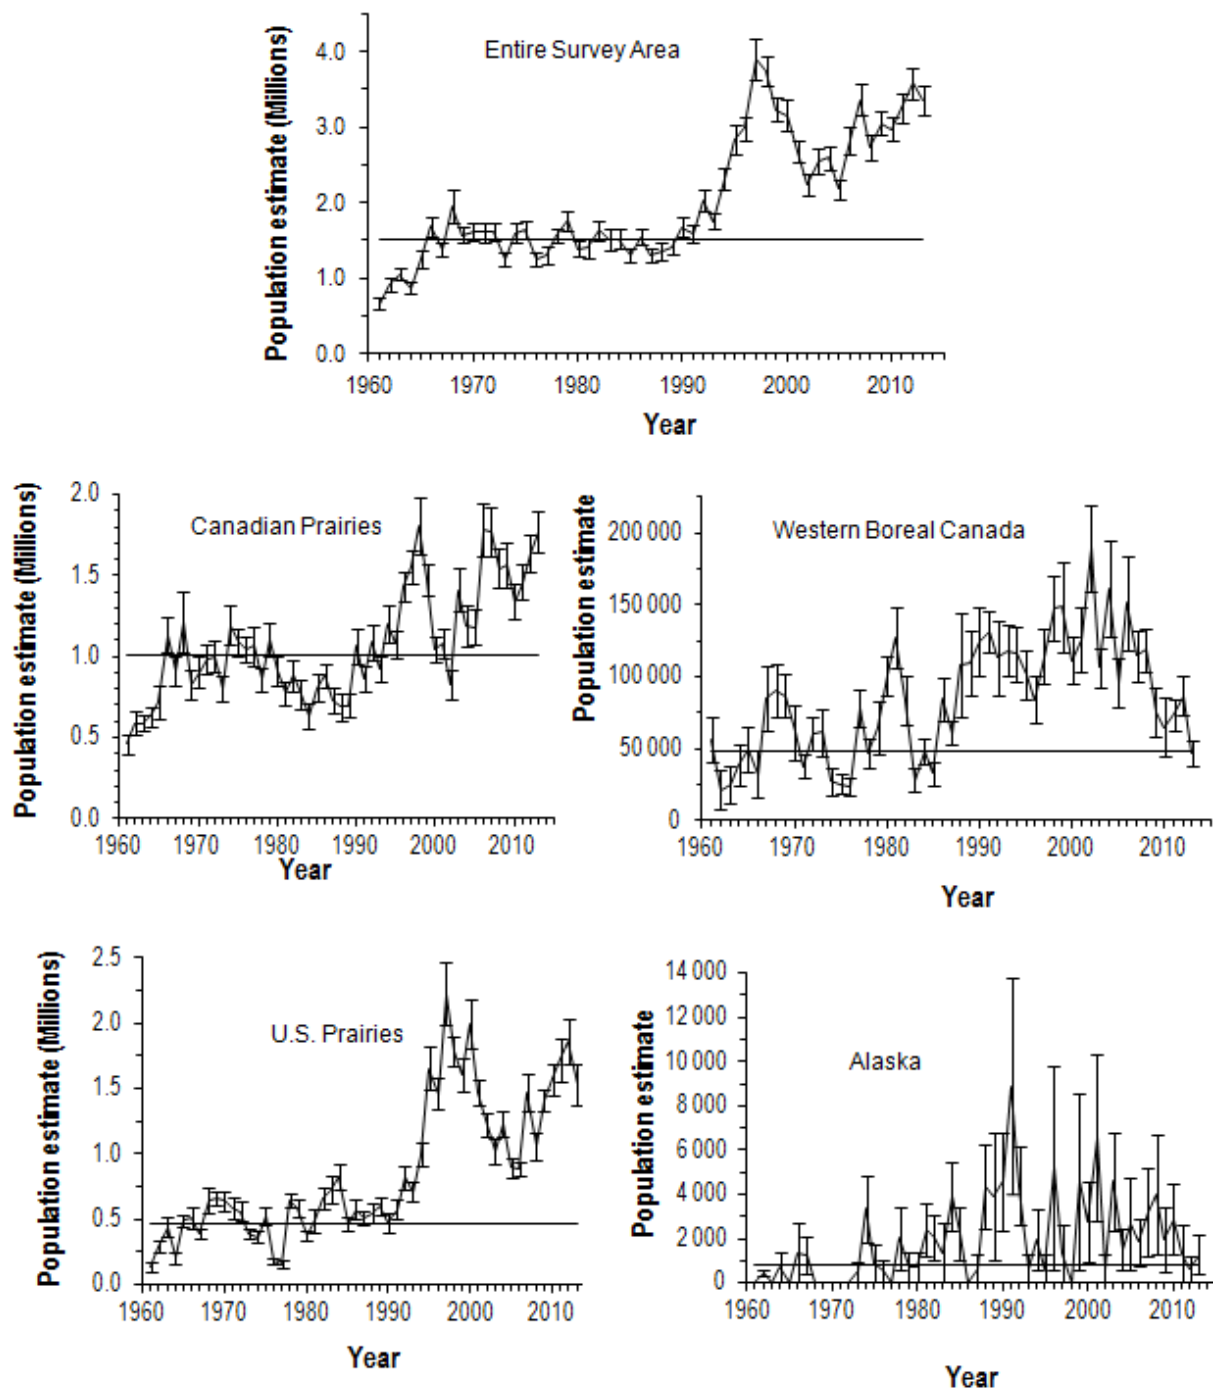 Entire Survey Area
Population estimate (Millions)
4.0
3.0
2.0
1.0
0.0
1960 1970 1980 1990 2000 2010
Year
Canadian Prairies
Population estimate (Millions)
2.0
1.5
1.0
0.5
0.0
1960 1970 1980 1990 2000 2010
Year
Western Boreal Canada
Population estimate
200 000
150 000
100 000
50 000
0
1960 1970 1980 1990 2000 2010
Year
U.S. Prairies
Population estimate (Millions)
2.5
2.0
1.5
1.0
0.5
0.0
1960 1970 1980 1990 2000 2010
Year
Alaska
Population estimate
14 000
12 000
10 000
8 000
6 000
4 000
2 000
0
1960 1970 1980 1990 2000 2010
Year